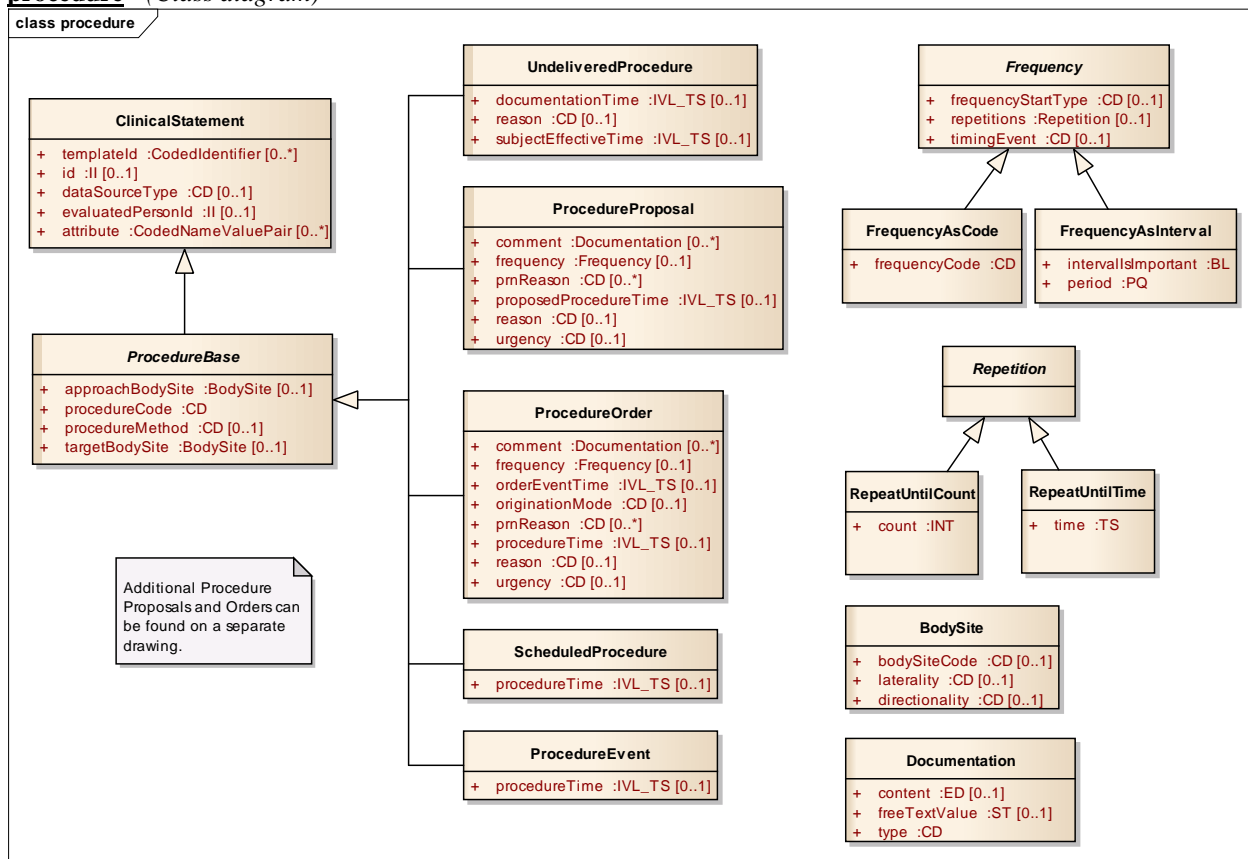 procedure (Class diagram)
class procedure
ClinicalStatement
+ templateId :CodedIdentifier [0..*]
+ id :II [0..1]
+ dataSourceType :CD [0..1]
+ evaluatedPersonId :II [0..1]
+ attribute :CodedNameValuePair [0..*]
ProcedureBase
+ approachBodySite :BodySite [0..1]
+ procedureCode :CD
+ procedureMethod :CD [0..1]
+ targetBodySite :BodySite [0..1]
Additional Procedure
Proposals and Orders can
be found on a separate
drawing.
UndeliveredProcedure
+ documentationTime :IVL_TS [0..1]
+ reason :CD [0..1]
+ subjectEffectiveTime :IVL_TS [0..1]
ProcedureProposal
+ comment :Documentation [0..*]
+ frequency :Frequency [0..1]
+ prnReason :CD [0..*]
+ proposedProcedureTime :IVL_TS [0..1]
+ reason :CD [0..1]
+ urgency :CD [0..1]
ProcedureOrder
+ comment :Documentation [0..*]
+ frequency :Frequency [0..1]
+ orderEventTime :IVL_TS [0..1]
+ originationMode :CD [0..1]
+ prnReason :CD [0..*]
+ procedureTime :IVL_TS [0..1]
+ reason :CD [0..1]
+ urgency :CD [0..1]
ScheduledProcedure
+ procedureTime :IVL_TS [0..1]
ProcedureEvent
+ procedureTime :IVL_TS [0..1]
Frequency
+ frequencyStartType :CD [0..1]
+ repetitions :Repetition [0..1]
+ timingEvent :CD [0..1]
FrequencyAsCode
+ frequencyCode :CD
FrequencyAsInterval
+ intervalIsImportant :BL
+ period :PQ
Repetition
RepeatUntilCount
+ count :INT
RepeatUntilTime
+ time :TS
BodySite
+ bodySiteCode :CD [0..1]
+ laterality :CD [0..1]
+ directionality :CD [0..1]
Documentation
+ content :ED [0..1]
+ freeTextValue :ST [0..1]
+ type :CD